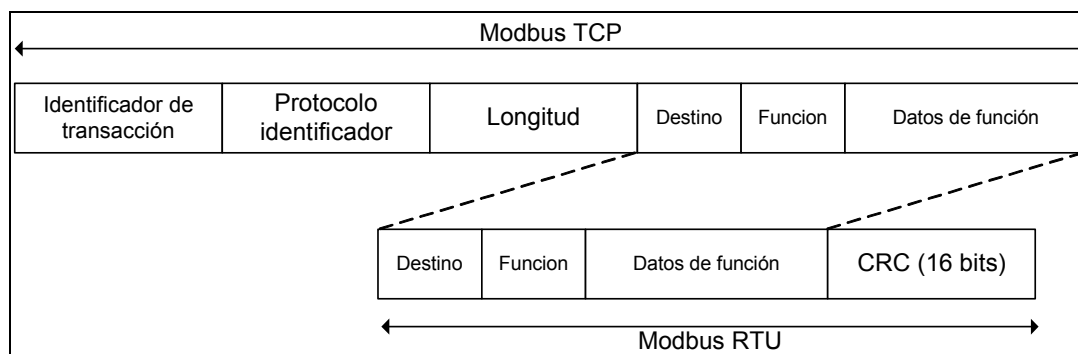 Modbus TCP
Identificador de
transacción
Protocolo
identificador
Longitud
Destino
Funcion
Datos de función
Destino
Funcion
Datos de función
CRC (16 bits)
Modbus RTU